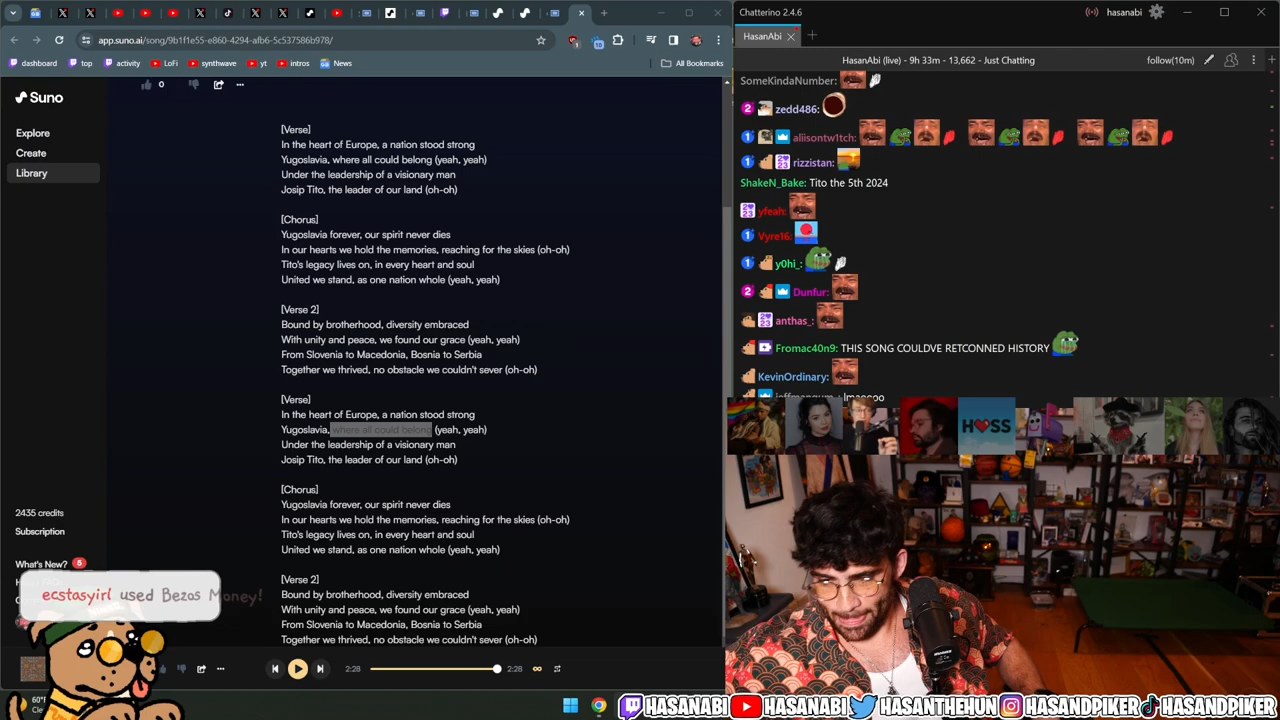 app.suno.ai/song/9b1f1e55-e860-4294-afb6-5c537586b978/
dashboard
top
activity
LoFi
synthwave
yt
intros
News
All Bookmarks
Suno
Explore
Create
Library
2435 credits
Subscription
What's New?
5
0
[Verse]
In the heart of Europe, a nation stood strong
Yugoslavia, where all could belong (yeah, yeah)
Under the leadership of a visionary man
Josip Tito, the leader of our land (oh-oh)
[Chorus]
Yugoslavia forever, our spirit never dies
In our hearts we hold the memories, reaching for the skies (oh-oh)
Tito's legacy lives on, in every heart and soul
United we stand, as one nation whole (yeah, yeah)
[Verse 2]
Bound by brotherhood, diversity embraced
With unity and peace, we found our grace (yeah, yeah)
From Slovenia to Macedonia, Bosnia to Serbia
Together we thrived, no obstacle we couldn't sever (oh-oh)
[Verse]
In the heart of Europe, a nation stood strong
Yugoslavia, where all could belong (yeah, yeah)
Under the leadership of a visionary man
Josip Tito, the leader of our land (oh-oh)
[Chorus]
Yugoslavia forever, our spirit never dies
In our hearts we hold the memories, reaching for the skies (oh-oh)
Tito's legacy lives on, in every heart and soul
United we stand, as one nation whole (yeah, yeah)
[Verse 2]
Bound by brotherhood, diversity embraced
With unity and peace, we found our grace (yeah, yeah)
From Slovenia to Macedonia, Bosnia to Serbia
Together we thrived, no obstacle we couldn't sever (oh-oh)
ecstasyirl used Bezos Money!
2:28
2:28
60°F
Chatterino 2.4.6
hasanabi
HasanAbi
HasanAbi (live) - 9h 33m - 13,662 - Just Chatting
follow(10m)
SomeKindaNumber:
zedd486:
aliisontw1tch:
rizzistan:
ShakeN_Bake: Tito the 5th 2024
yfeah:
Vyre16:
y0hi_:
Dunfur:
anthas_:
Fromac40n9: THIS SONG COULDVE RETCONNED HISTORY
KevinOrdinary:
jeffmangum_: lmaoooo
HOSS
HASANABI
HASANABI
HASANTHEHUN
HASANDPIKER
HASANDPIKER